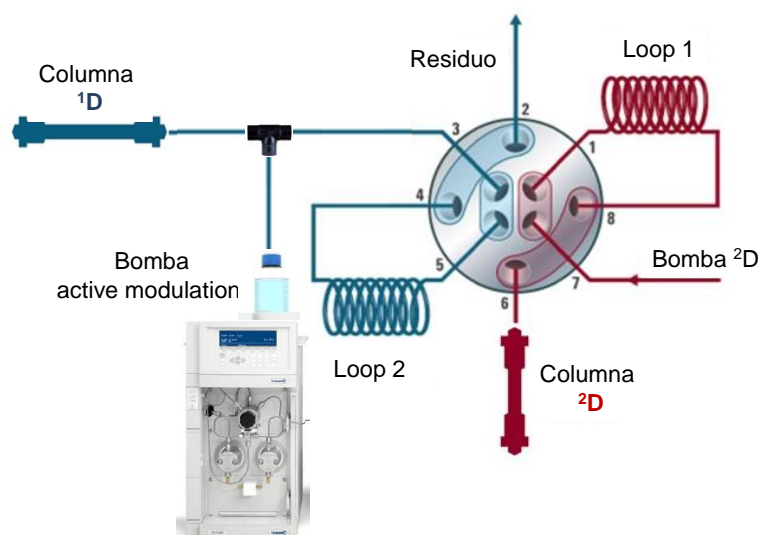 Columna
¹D
Residuo
Loop 1
2
3
1
4
8
5
7
6
Bomba ²D
Bomba
active modulation
Loop 2
Columna
²D